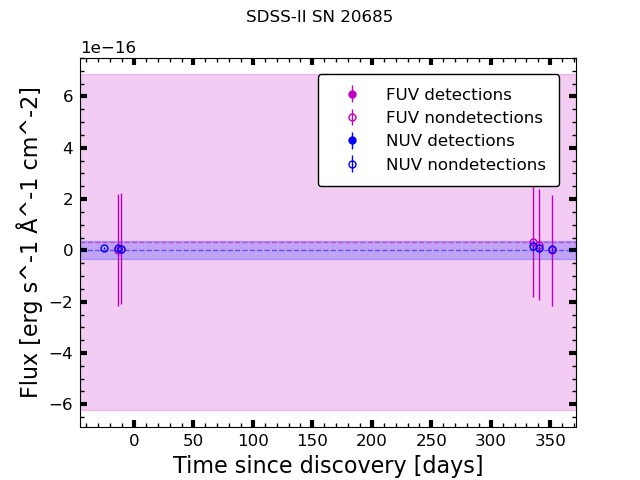 SDSS-II SN 20685
1e−16
6
4
2
0
−2
−4
−6
Flux [erg s^-1 Å^-1 cm^-2]
FUV detections
FUV nondetections
NUV detections
NUV nondetections
0 50 100 150 200 250 300 350
Time since discovery [days]